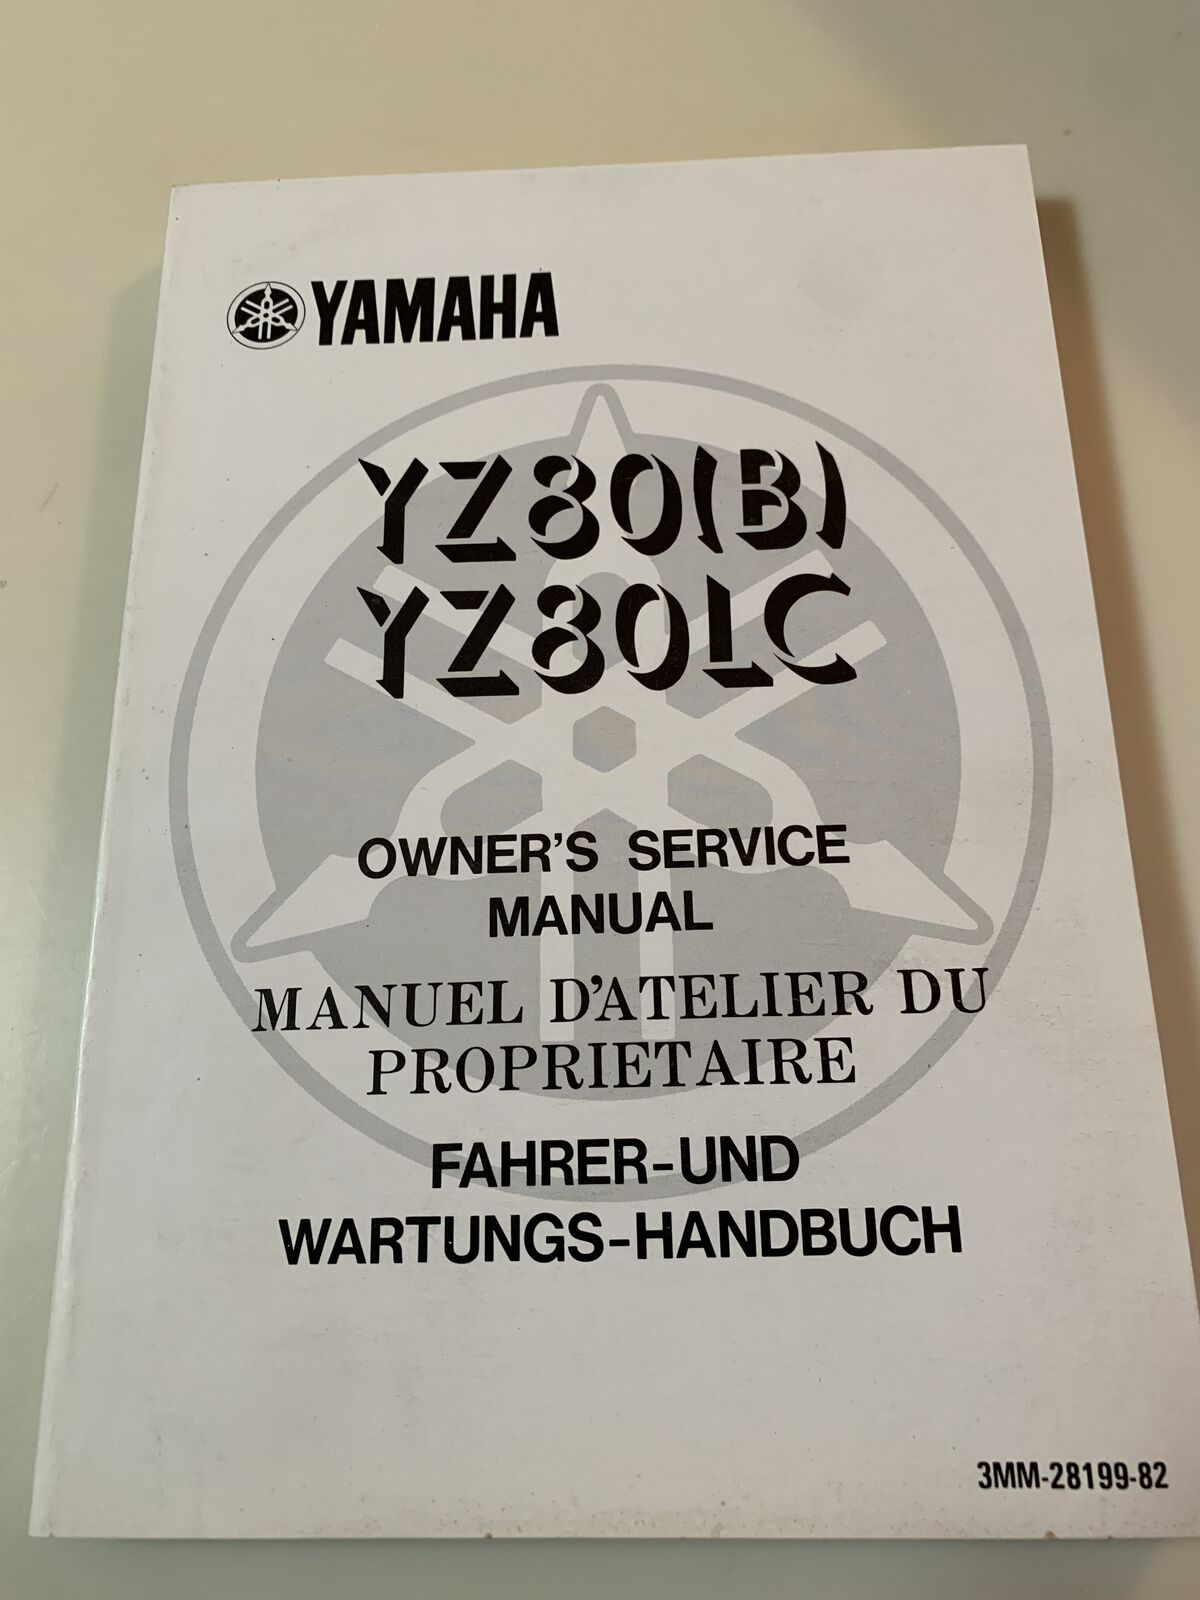 YAMAHA
YZ80(B)
YZ80LC
OWNER'S SERVICE
MANUAL
MANUEL D'ATELIER DU
PROPRIETAIRE
FAHRER-UND
WARTUNGS-HANDBUCH
3MM-28199-82